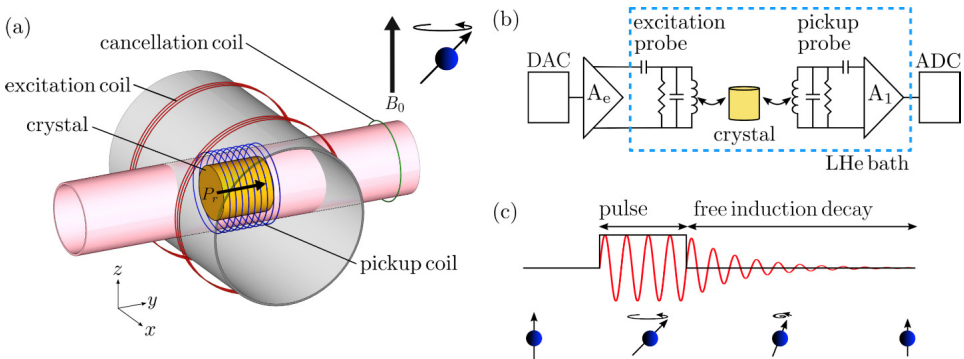 (a)
cancellation coil
excitation coil
crystal
B₀
Pᵣ
pickup coil
z
y
x
(b)
excitation
probe
pickup
probe
DAC
ADC
Aₑ
A₁
crystal
LHe bath
(c)
pulse
free induction decay